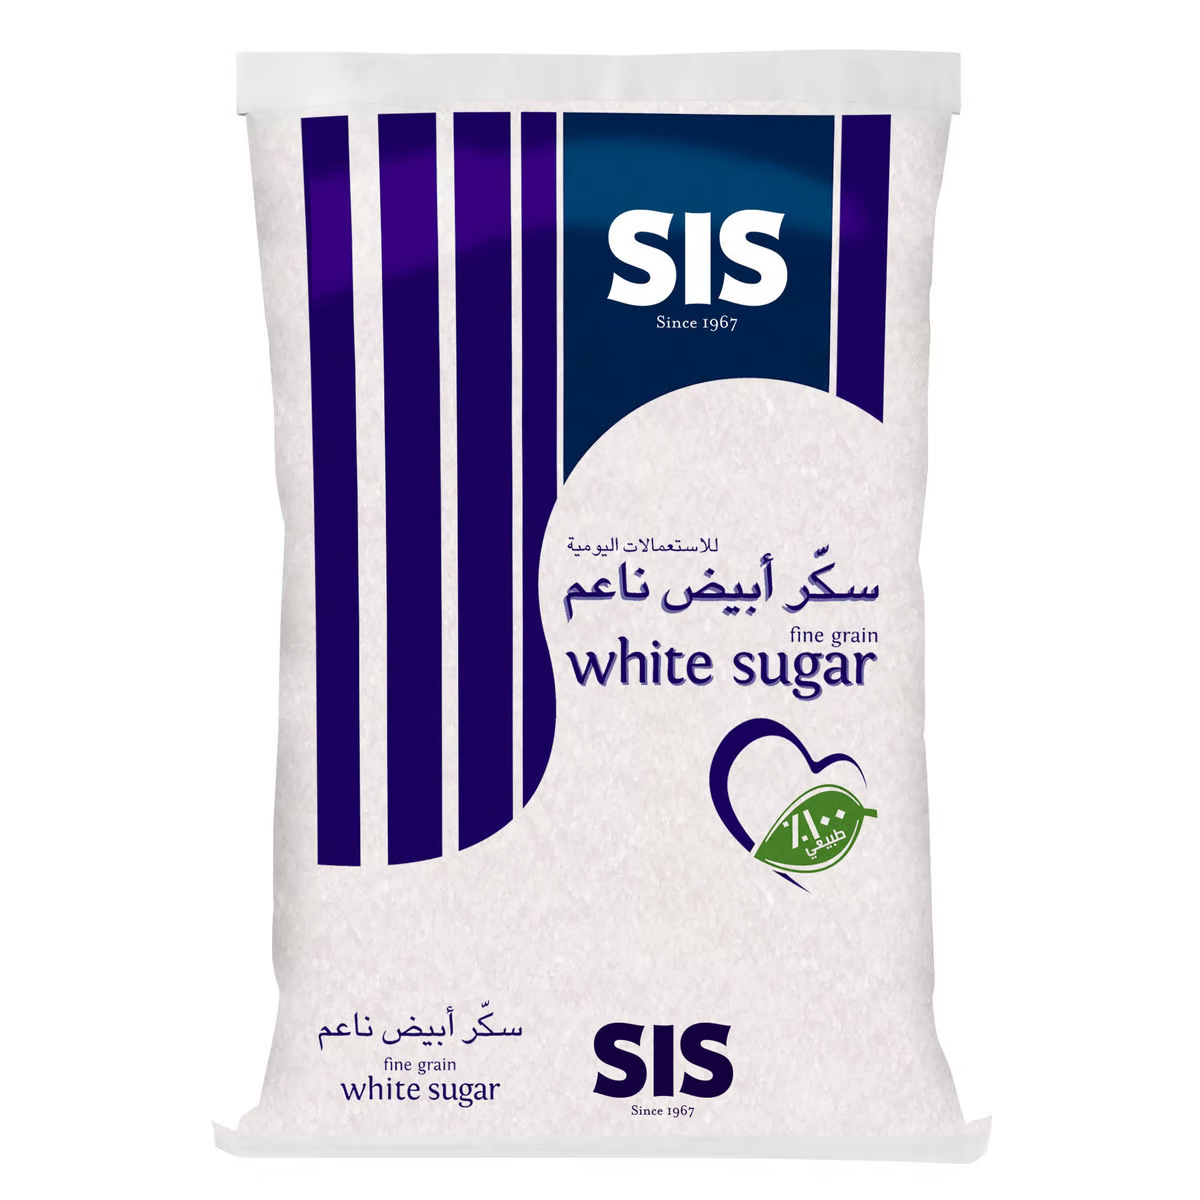 SIS
Since 1967
للاستعمالات اليومية
سكّر أبيض ناعم
fine grain
white sugar
٪١٠٠
طبيعي
سكّر أبيض ناعم
fine grain
white sugar
SIS
Since 1967